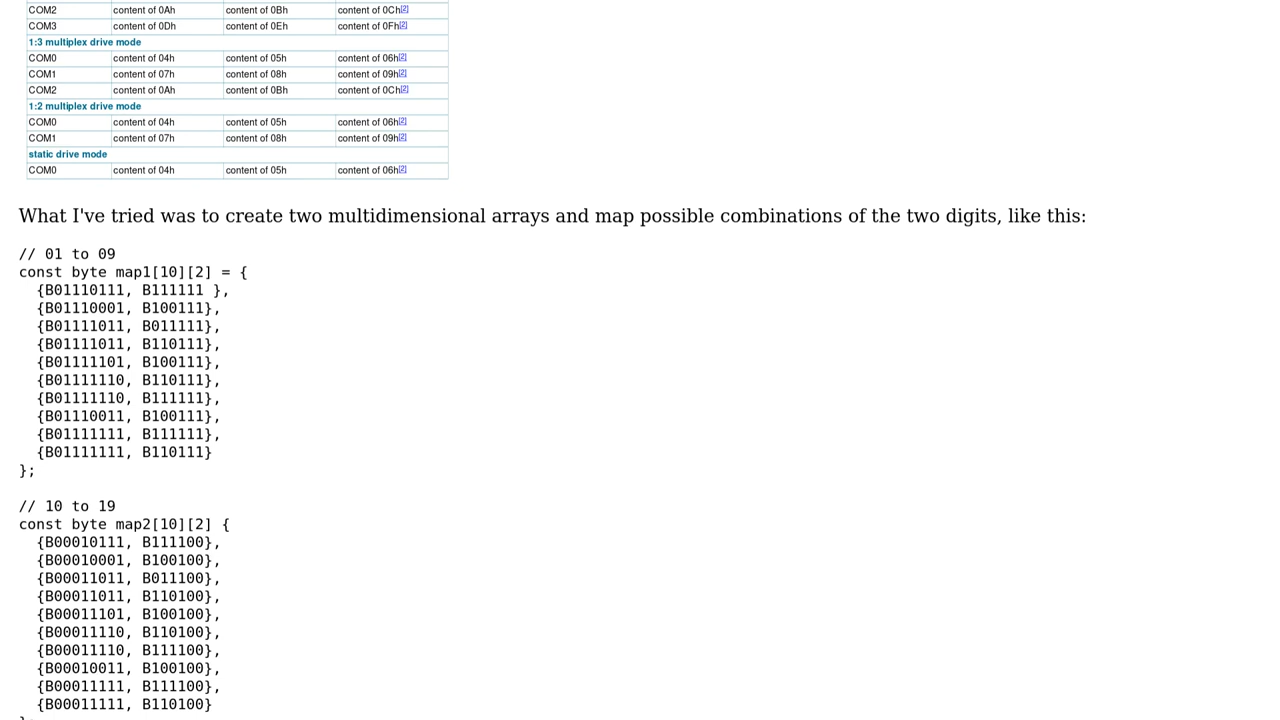 COM2 content of 0Ah content of 0Bh content of 0Ch[2]
COM3 content of 0Dh content of 0Eh content of 0Fh[2]
1:3 multiplex drive mode
COM0 content of 04h content of 05h content of 06h[2]
COM1 content of 07h content of 08h content of 09h[2]
COM2 content of 0Ah content of 0Bh content of 0Ch[2]
1:2 multiplex drive mode
COM0 content of 04h content of 05h content of 06h[2]
COM1 content of 07h content of 08h content of 09h[2]
static drive mode
COM0 content of 04h content of 05h content of 06h[2]
What I've tried was to create two multidimensional arrays and map possible combinations of the two digits, like this:
// 01 to 09
const byte map1[10][2] = {
  {B01110111, B111111 },
  {B01110001, B100111},
  {B01111011, B011111},
  {B01111011, B110111},
  {B01111101, B100111},
  {B01111110, B110111},
  {B01111110, B111111},
  {B01110011, B100111},
  {B01111111, B111111},
  {B01111111, B110111}
};
// 10 to 19
const byte map2[10][2] {
  {B00010111, B111100},
  {B00010001, B100100},
  {B00011011, B011100},
  {B00011011, B110100},
  {B00011101, B100100},
  {B00011110, B110100},
  {B00011110, B111100},
  {B00010011, B100100},
  {B00011111, B111100},
  {B00011111, B110100}